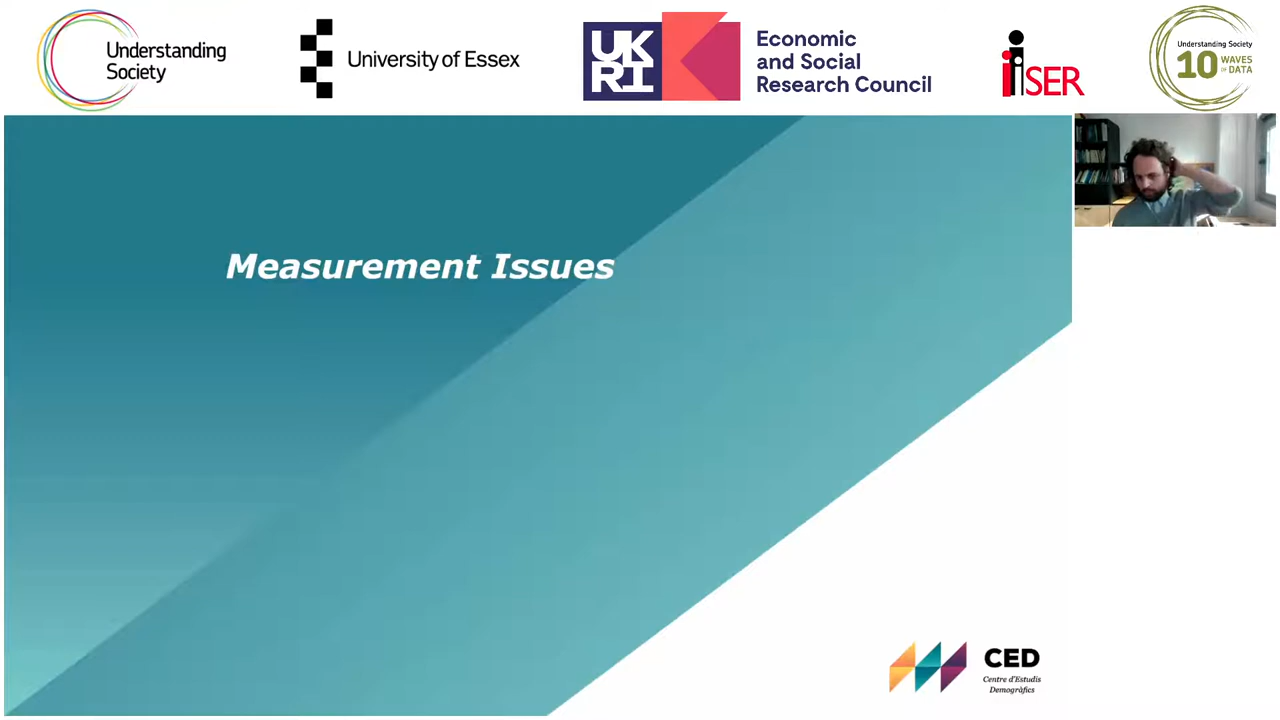 Understanding
Society
University of Essex
UK
RI
Economic
and Social
Research Council
iSER
Understanding Society
10 WAVES
OF DATA
Measurement Issues
CED
Centre d'Estudis
Demogràfics